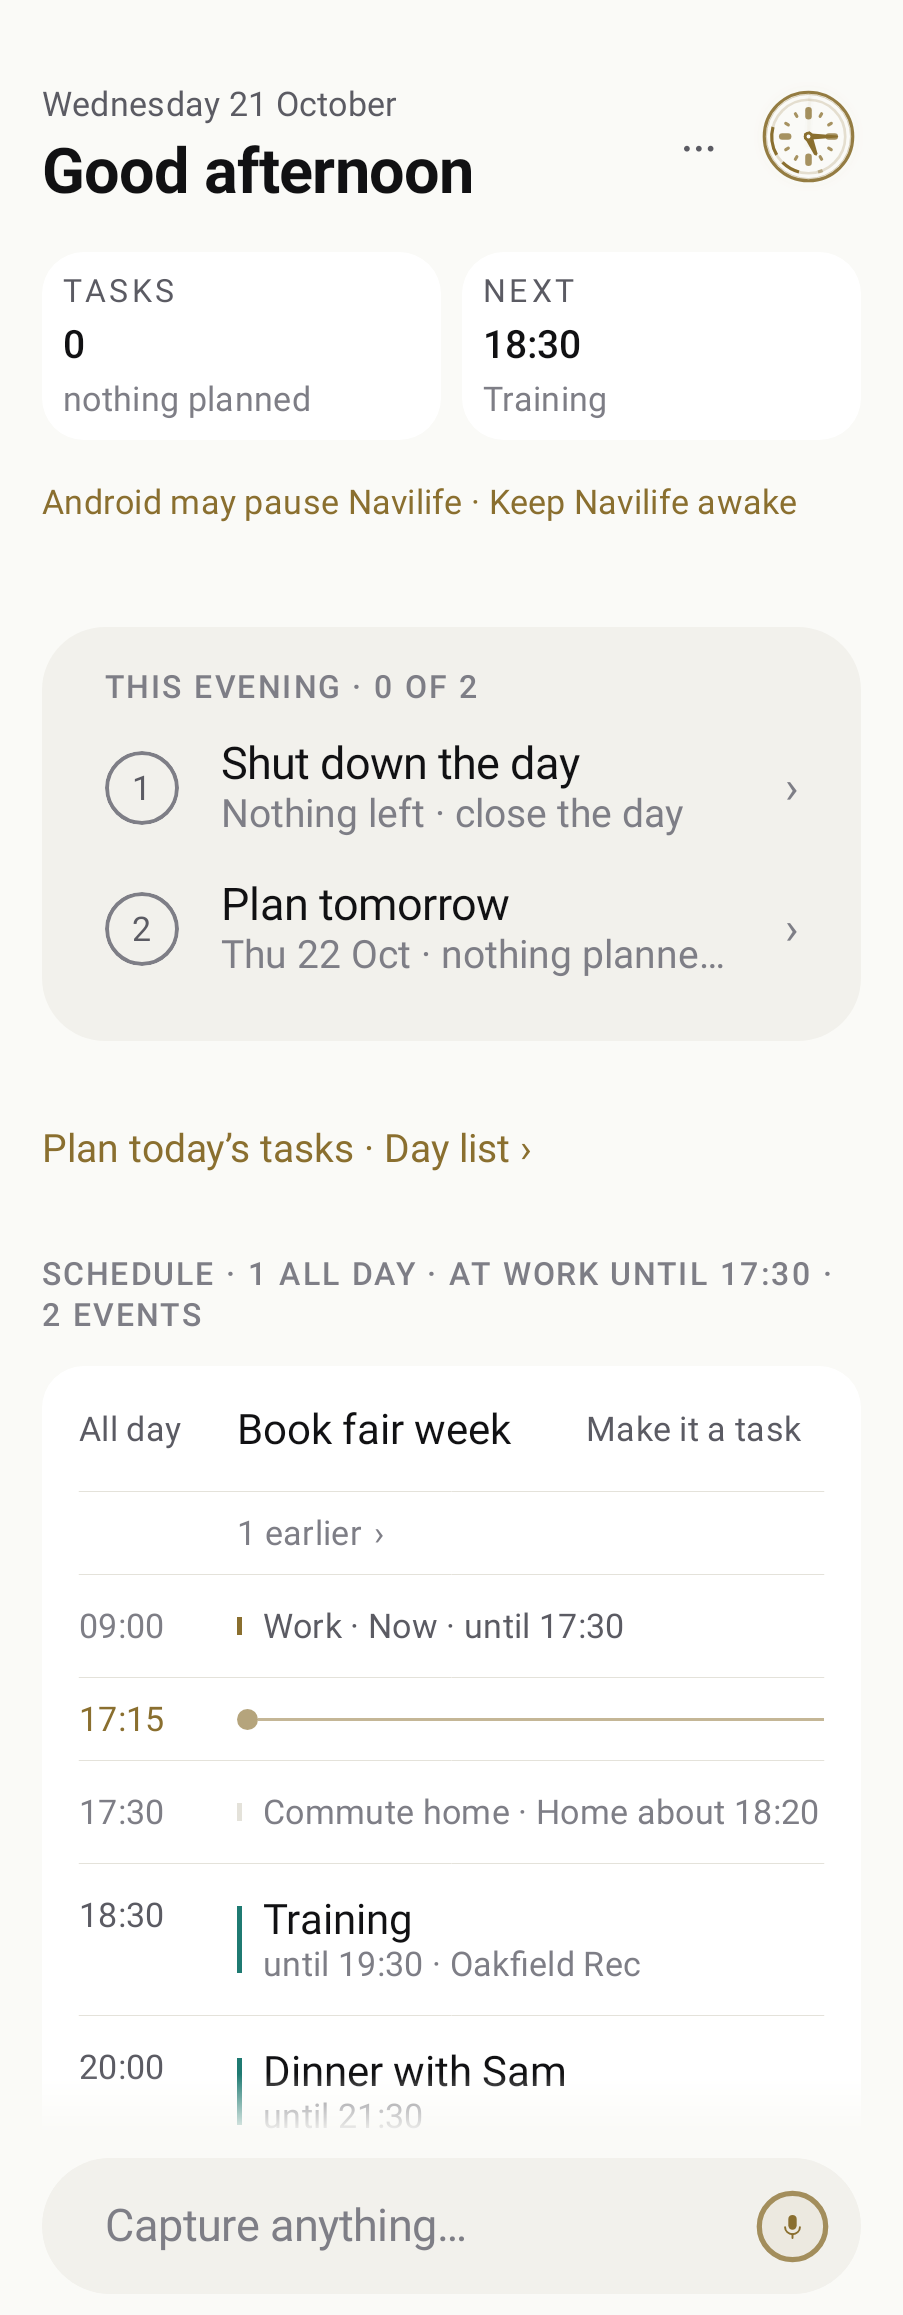 Wednesday 21 October
Good afternoon
...
TASKS
0
nothing planned
NEXT
18:30
Training
Android may pause Navilife · Keep Navilife awake
THIS EVENING · 0 OF 2
1
Shut down the day
Nothing left · close the day
›
2
Plan tomorrow
Thu 22 Oct · nothing planne…
›
Plan today’s tasks · Day list ›
SCHEDULE · 1 ALL DAY · AT WORK UNTIL 17:30 ·
2 EVENTS
All day Book fair week Make it a task
1 earlier ›
09:00 Work · Now · until 17:30
17:15
17:30 Commute home · Home about 18:20
18:30 Training
until 19:30 · Oakfield Rec
20:00 Dinner with Sam
until 21:30
Capture anything…